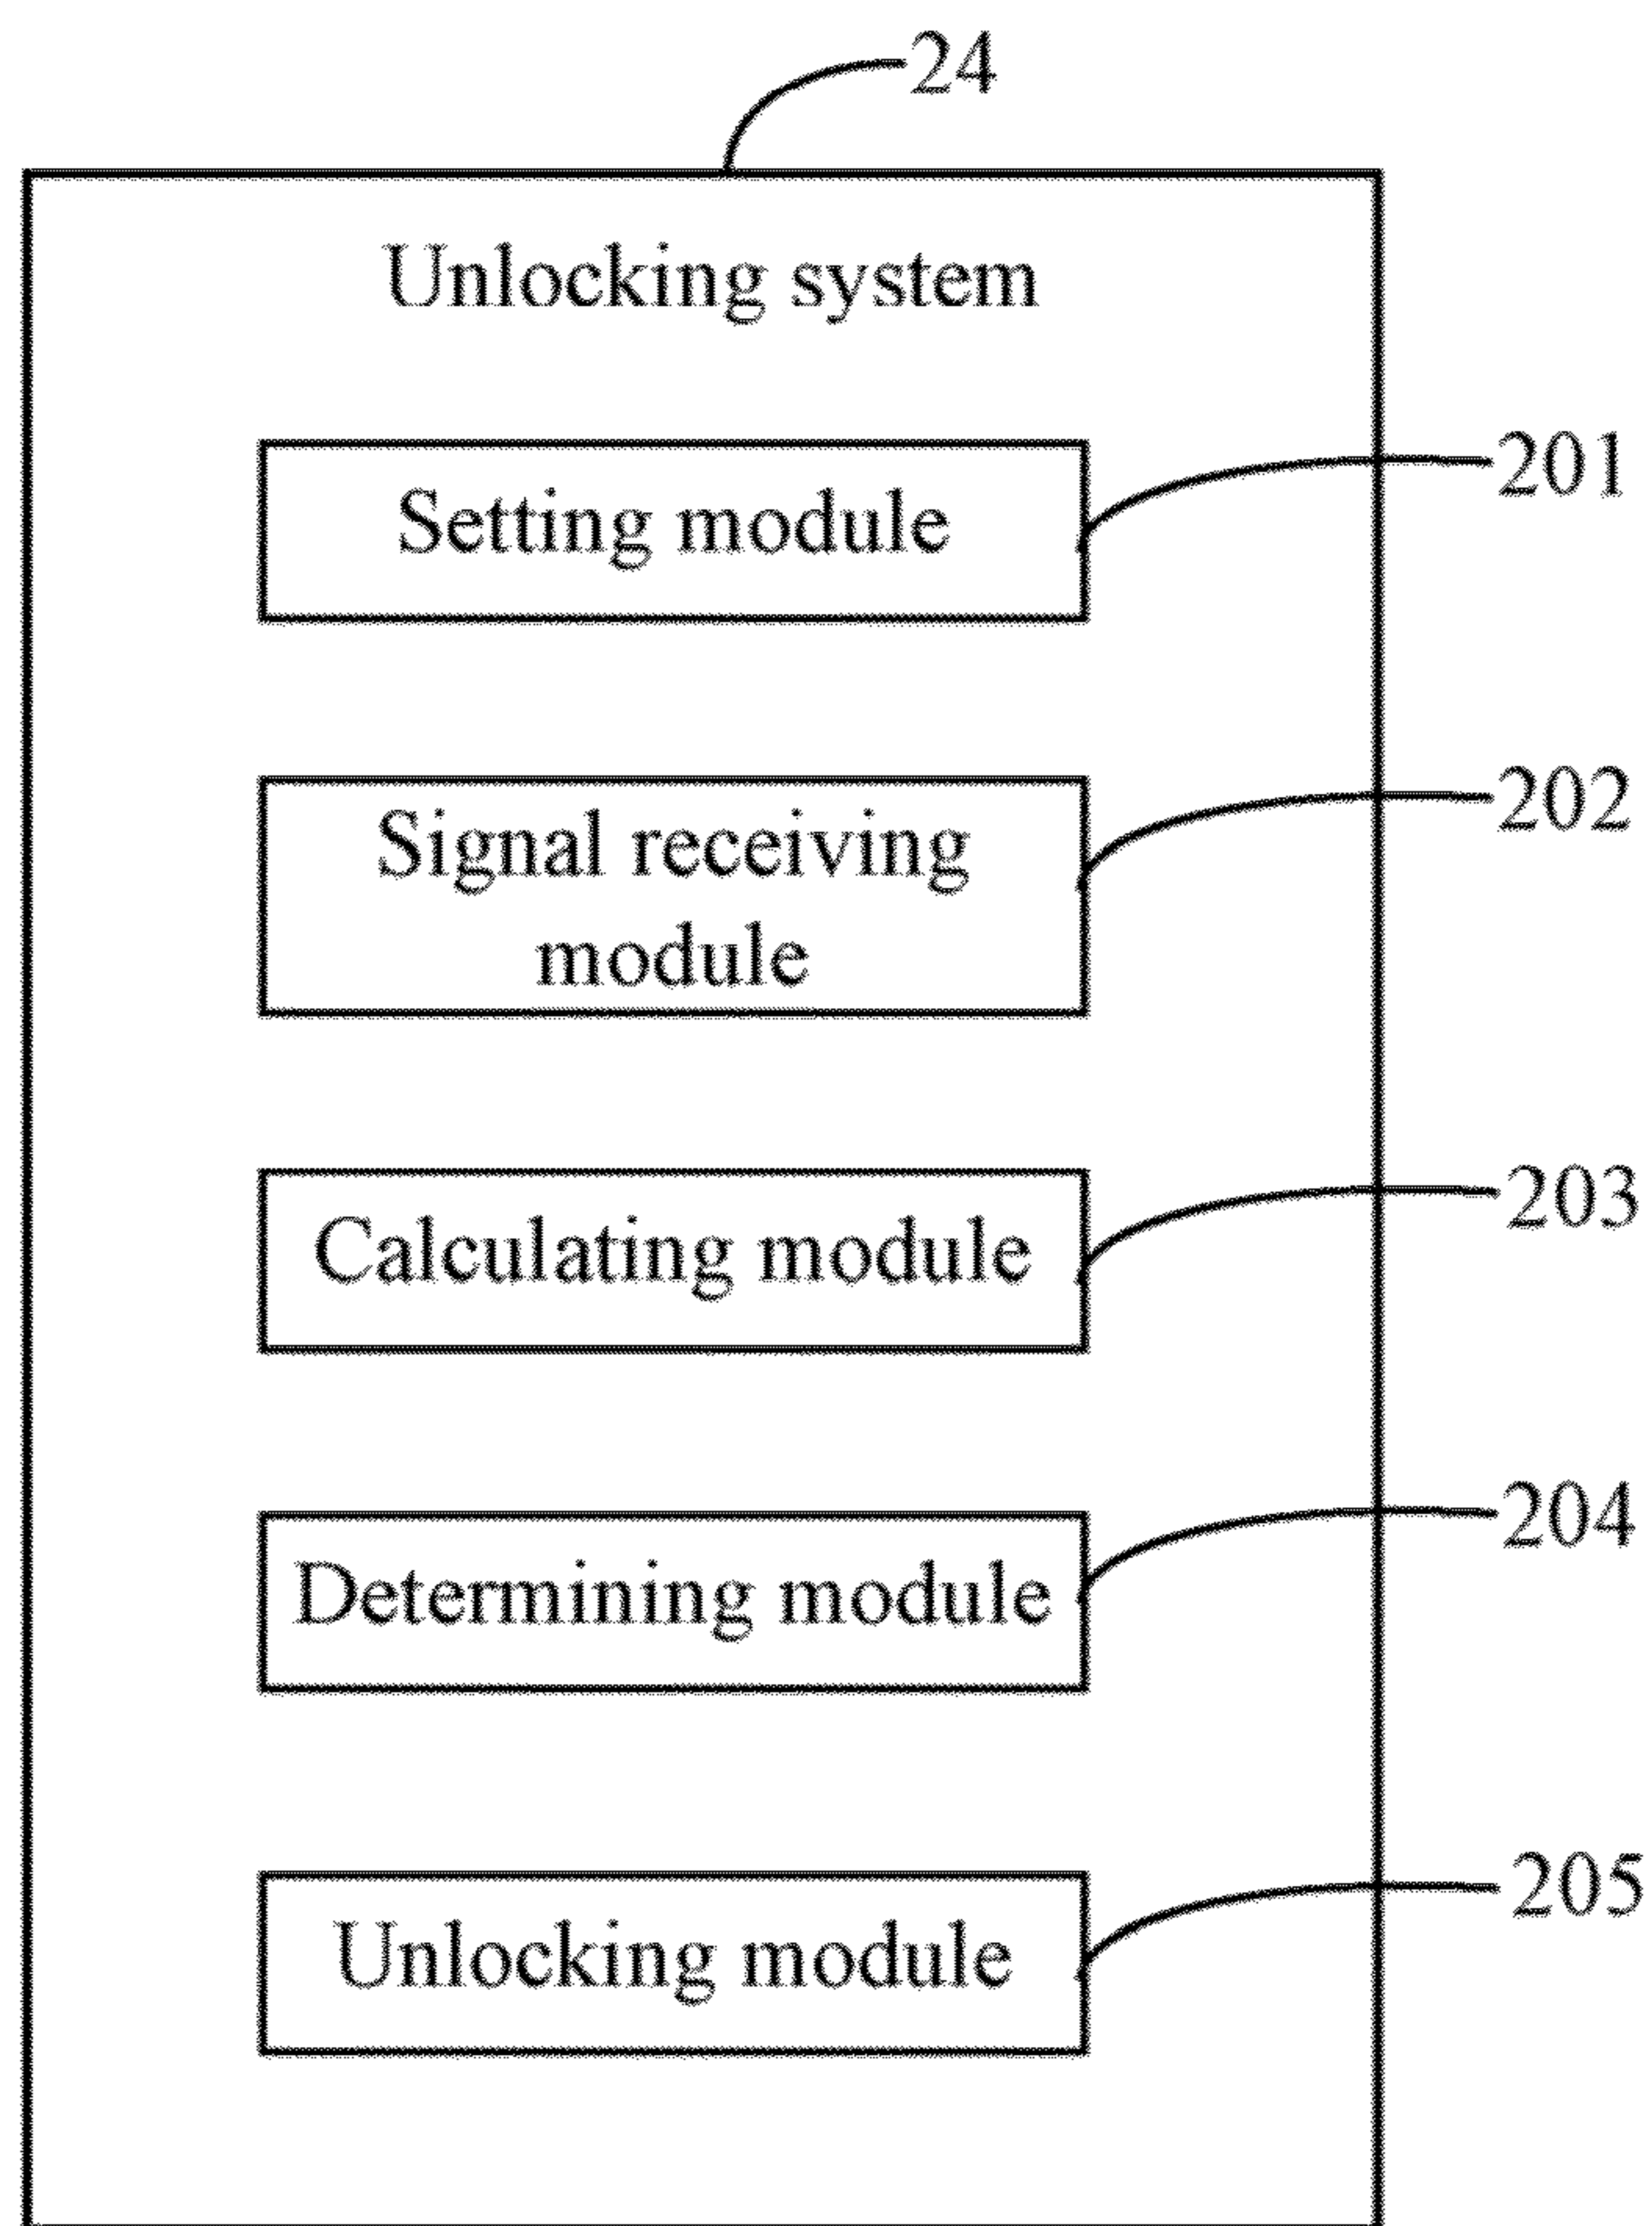 24
Unlocking system
Setting module
201
Signal receiving
module
202
Calculating module
203
Determining module
204
Unlocking module
205